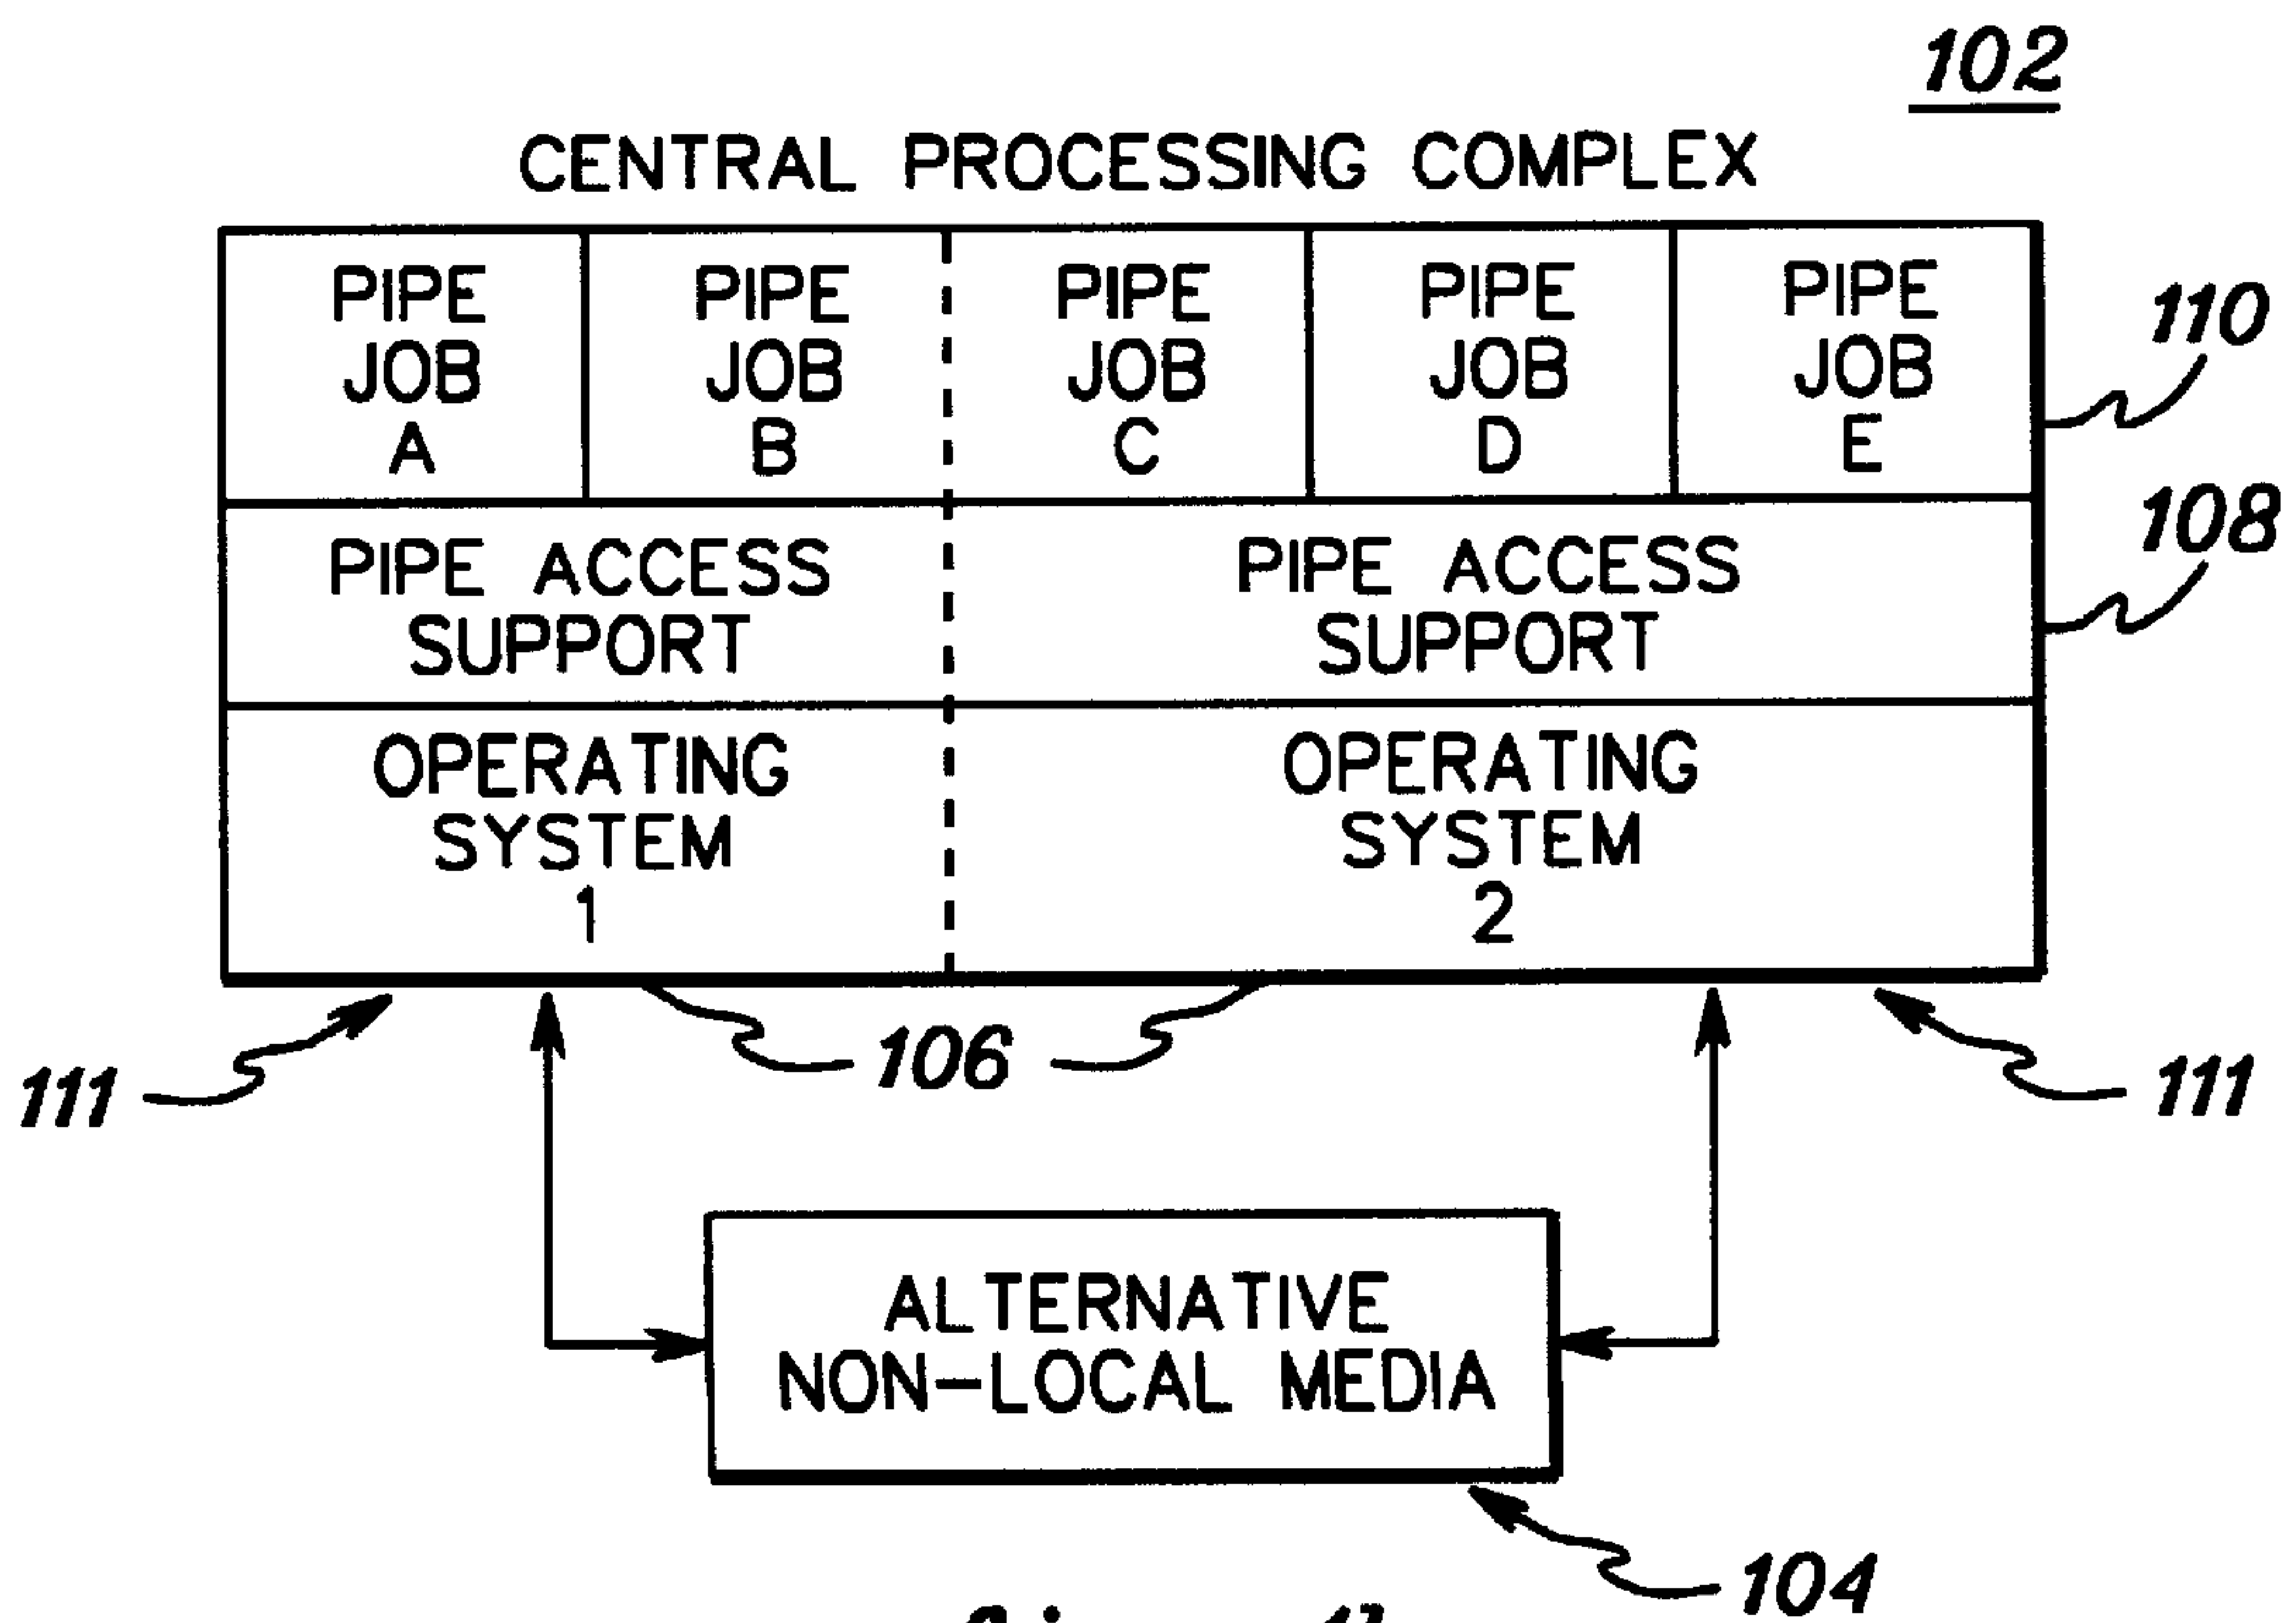 102
CENTRAL PROCESSING COMPLEX
PIPE
JOB
A
PIPE
JOB
B
PIPE
JOB
C
PIPE
JOB
D
PIPE
JOB
E
110
PIPE ACCESS
SUPPORT
PIPE ACCESS
SUPPORT
108
OPERATING
SYSTEM
1
OPERATING
SYSTEM
2
111
106
111
ALTERNATIVE
NON-LOCAL MEDIA
104